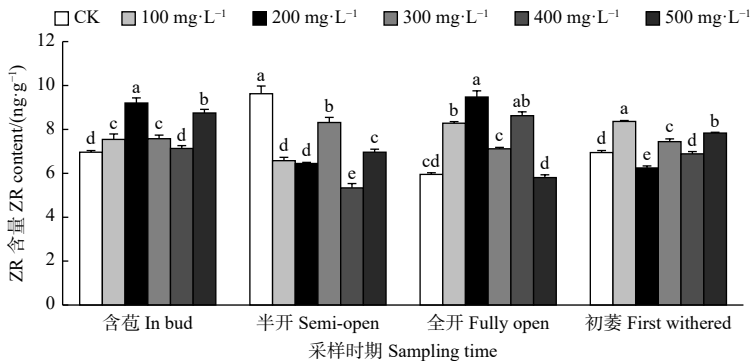 CK 100 mg·L⁻¹ 200 mg·L⁻¹ 300 mg·L⁻¹ 400 mg·L⁻¹ 500 mg·L⁻¹
ZR 含量 ZR content/(ng·g⁻¹)
12
10
8
6
4
2
0
d c a c d b
a d d b e c
cd b a c ab d
d a e c d b
含苞 In bud 半开 Semi-open 全开 Fully open 初萎 First withered
采样时期 Sampling time